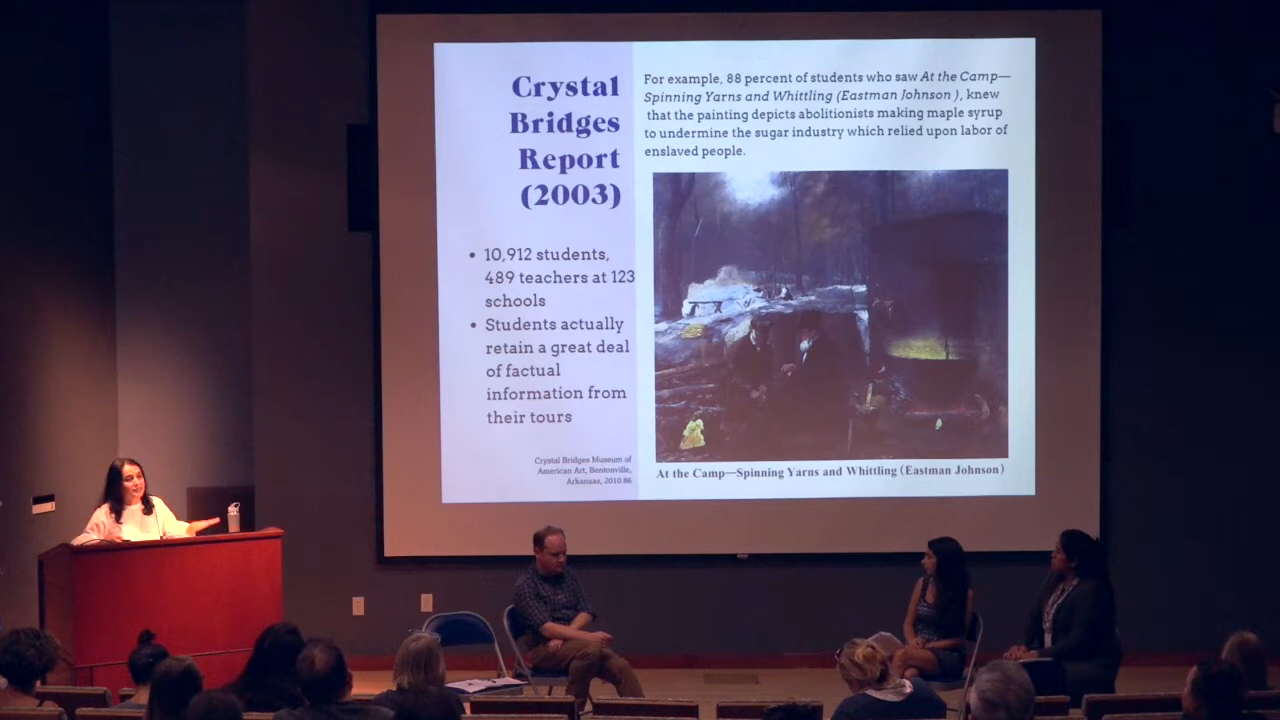 Crystal
Bridges
Report
(2003)
• 10,912 students,
489 teachers at 123
schools
• Students actually
retain a great deal
of factual
information from
their tours
Crystal Bridges Museum of
American Art, Bentonville,
Arkansas, 2010.86
For example, 88 percent of students who saw At the Camp—
Spinning Yarns and Whittling (Eastman Johnson ), knew
that the painting depicts abolitionists making maple syrup
to undermine the sugar industry which relied upon labor of
enslaved people.
At the Camp—Spinning Yarns and Whittling (Eastman Johnson)